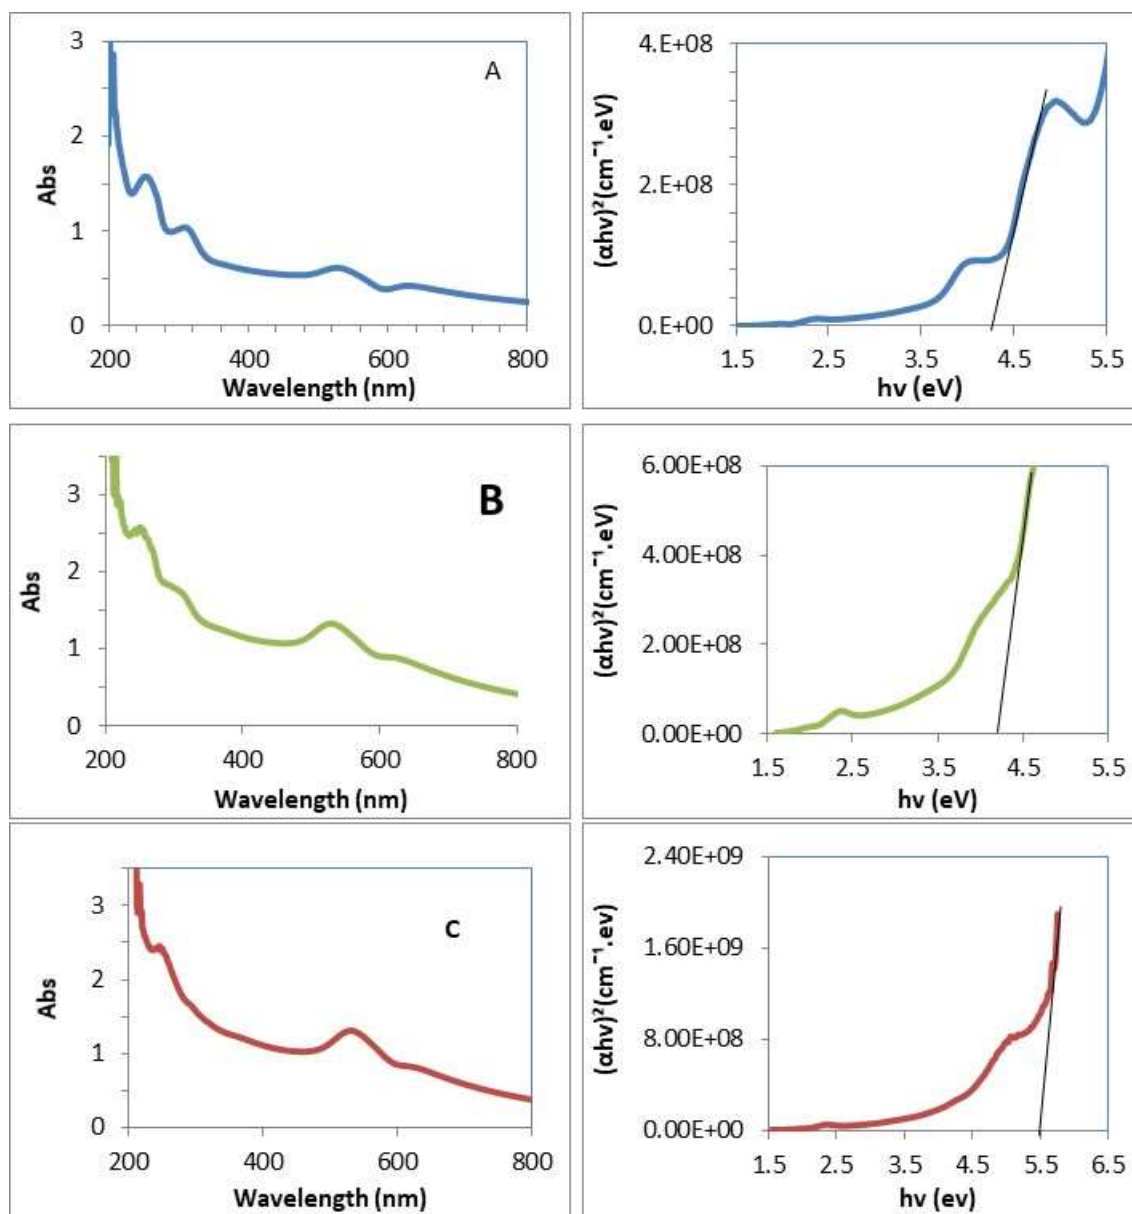 A
3
2
1
0
Abs
200 400 600 800
Wavelength (nm)
4.E+08
2.E+08
0.E+00
(αhν)²(cm⁻¹.eV)
1.5 2.5 3.5 4.5 5.5
hν (eV)
B
3
2
1
0
Abs
200 400 600 800
Wavelength (nm)
6.00E+08
4.00E+08
2.00E+08
0.00E+00
(αhν)²(cm⁻¹.eV)
1.5 2.5 3.5 4.5 5.5
hν (eV)
C
3
2
1
0
Abs
200 400 600 800
Wavelength (nm)
2.40E+09
1.60E+09
8.00E+08
0.00E+00
(αhν)²(cm⁻¹.ev)
1.5 2.5 3.5 4.5 5.5 6.5
hν (ev)